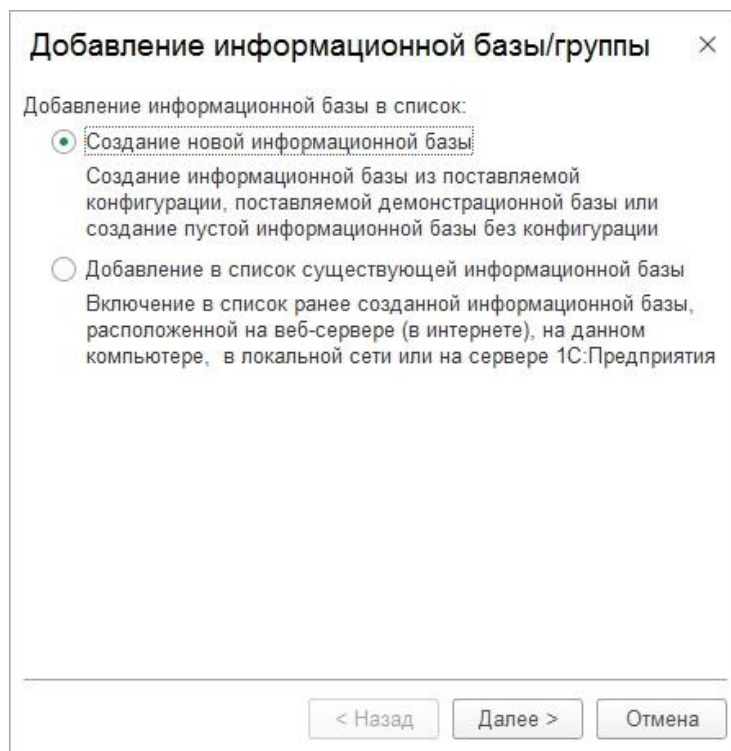 Добавление информационной базы/группы
Добавление информационной базы в список:
Создание новой информационной базы
Создание информационной базы из поставляемой
конфигурации, поставляемой демонстрационной базы или
создание пустой информационной базы без конфигурации
Добавление в список существующей информационной базы
Включение в список ранее созданной информационной базы,
расположенной на веб-сервере (в интернете), на данном
компьютере, в локальной сети или на сервере 1С:Предприятия
< Назад Далее > Отмена